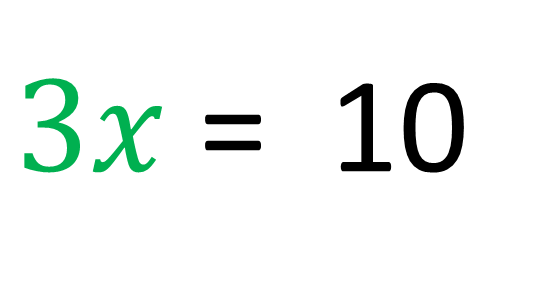 3x = 10